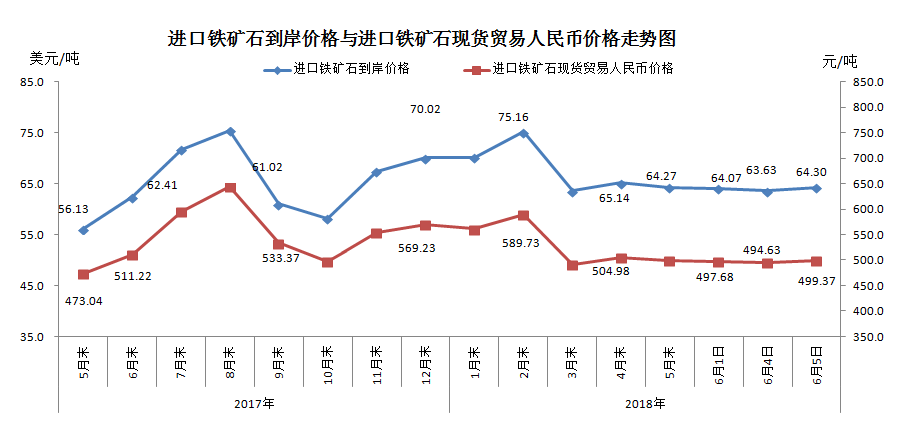 进口铁矿石到岸价格与进口铁矿石现货贸易人民币价格走势图
美元/吨
元/吨
进口铁矿石到岸价格 进口铁矿石现货贸易人民币价格
85.0
75.0
65.0
55.0
45.0
35.0
850.0
800.0
750.0
700.0
650.0
600.0
550.0
500.0
450.0
400.0
350.0
56.13
62.41
61.02
70.02
75.16
65.14
64.27
64.07
63.63
64.30
473.04
511.22
533.37
569.23
589.73
504.98
497.68
494.63
499.37
5月末
6月末
7月末
8月末
9月末
10月末
11月末
12月末
1月末
2月末
3月末
4月末
5月末
6月1日
6月4日
6月5日
2017年
2018年